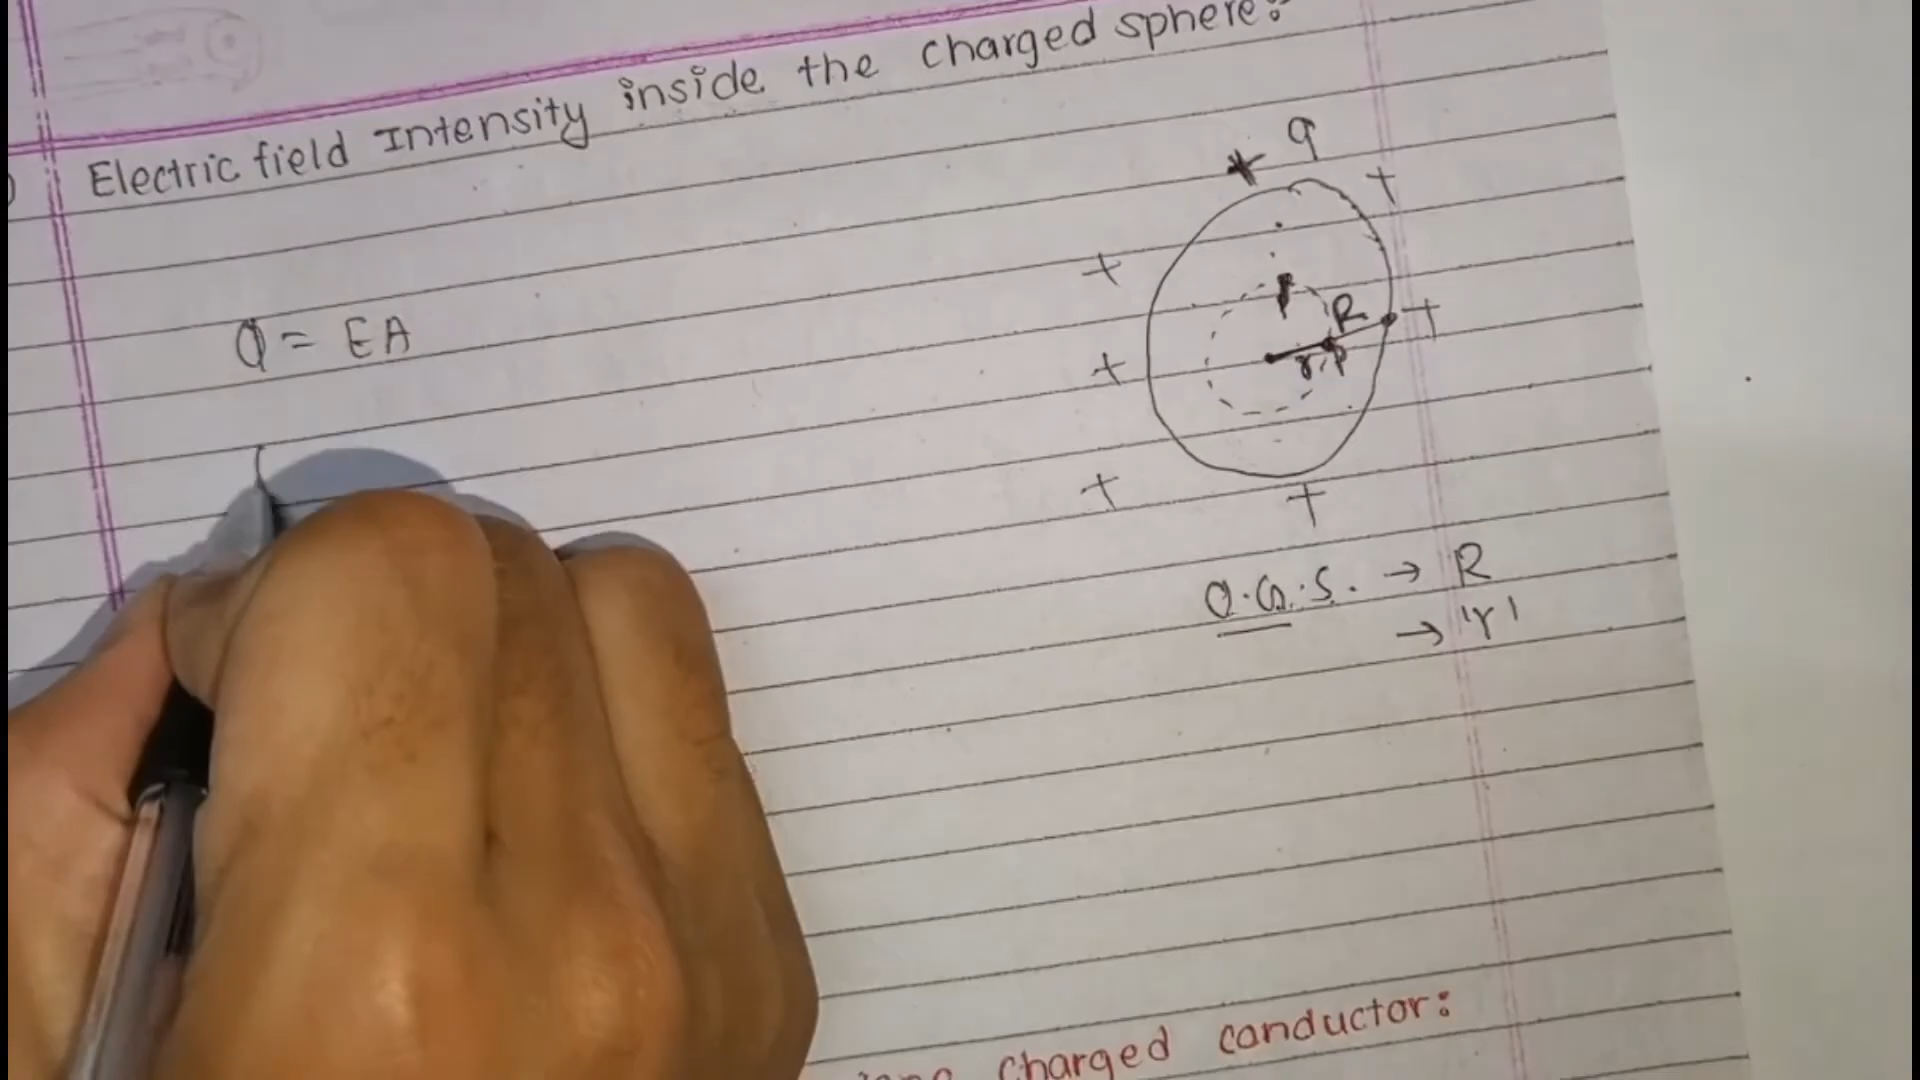 Electric field Intensity inside the charged sphere:
q
+
+
+
R
+
r
P
+
+
+
Φ = EA
O.G.S. → R
→ 'r'
charged conductor: